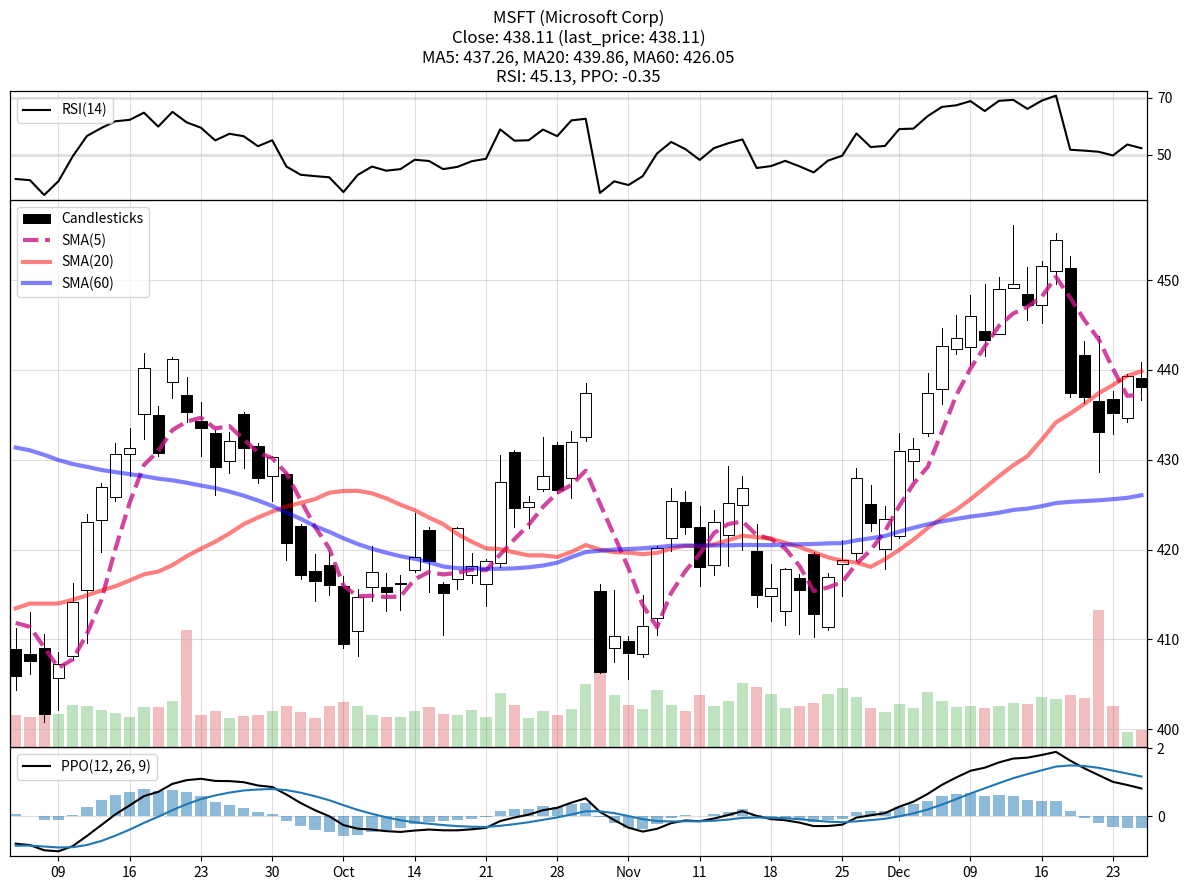 MSFT (Microsoft Corp)
Close: 438.11 (last_price: 438.11)
MA5: 437.26, MA20: 439.86, MA60: 426.05
RSI: 45.13, PPO: -0.35
RSI(14)
70
50
Candlesticks
SMA(5)
SMA(20)
SMA(60)
450
440
430
420
410
400
PPO(12, 26, 9)
2
0
09 16 23 30 Oct 14 21 28 Nov 11 18 25 Dec 09 16 23